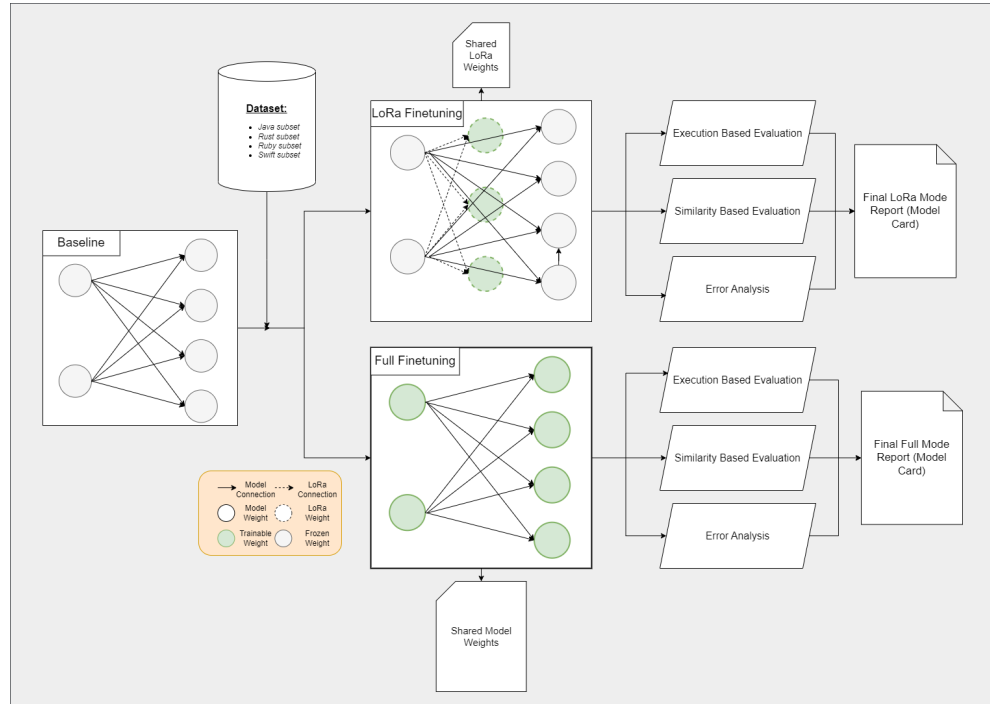 Shared
LoRa
Weights
Dataset:
Java subset
Rust subset
Ruby subset
Swift subset
LoRa Finetuning
Execution Based Evaluation
Similarity Based Evaluation
Error Analysis
Final LoRa Mode
Report (Model
Card)
Baseline
Full Finetuning
Execution Based Evaluation
Similarity Based Evaluation
Error Analysis
Final Full Mode
Report (Model
Card)
Model
Connection
LoRa
Connection
Model
Weight
LoRa
Weight
Trainable
Weight
Frozen
Weight
Shared Model
Weights